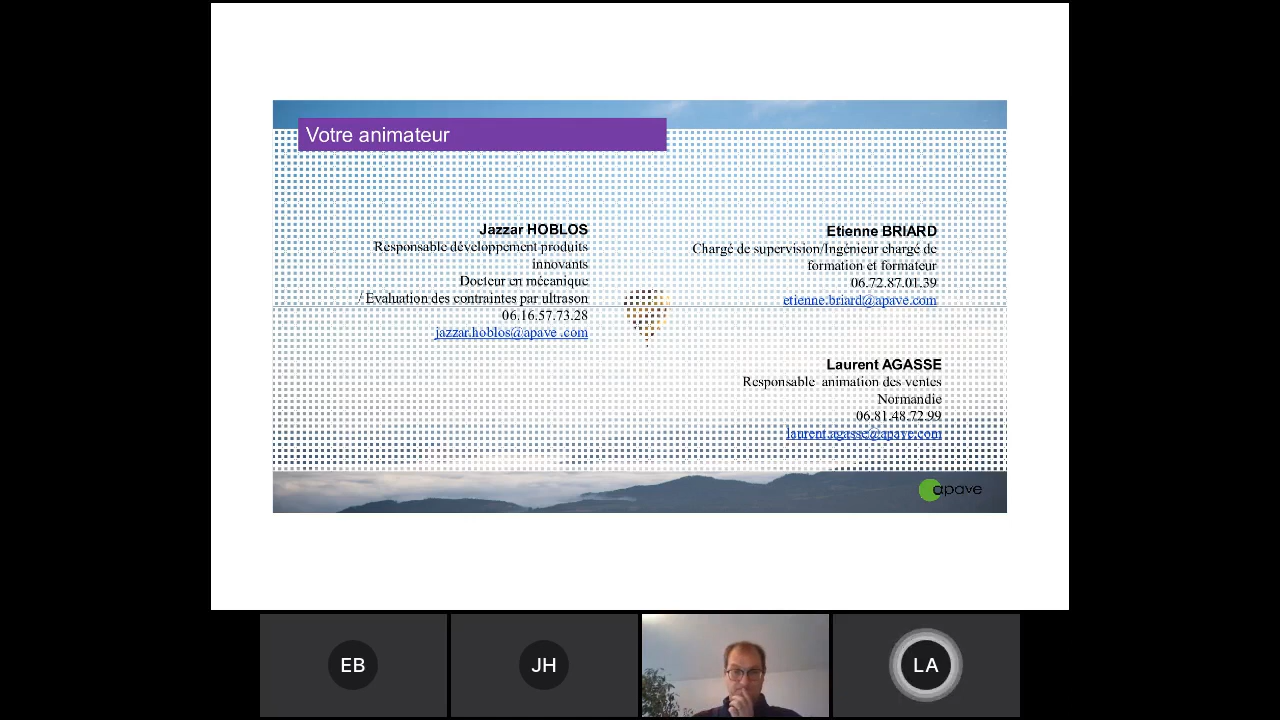 Votre animateur
Jazzar HOBLOS
Responsable développement produits
innovants
Docteur en mécanique
/ Evaluation des contraintes par ultrason
06.16.57.73.28
jazzar.hoblos@apave .com
Etienne BRIARD
Chargé de supervision/Ingénieur chargé de
formation et formateur
06.72.87.01.39
etienne.briard@apave.com
Laurent AGASSE
Responsable  animation des ventes
Normandie
06.81.48.72.99
laurent.agasse@apave.com
apave
EB
JH
LA